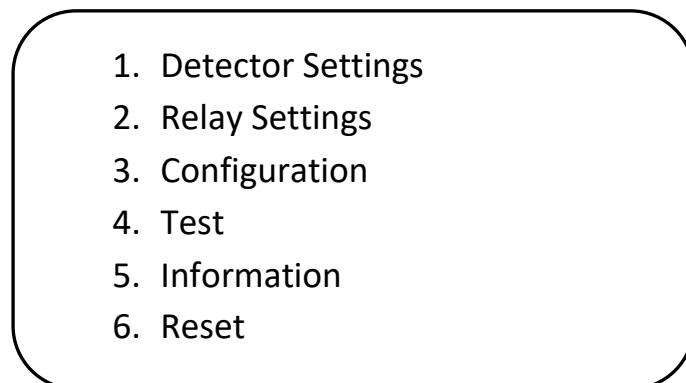 1. Detector Settings
2. Relay Settings
3. Configuration
4. Test
5. Information
6. Reset